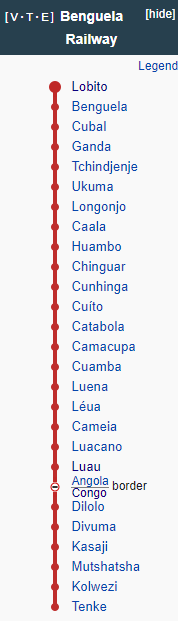 [V·T·E] Benguela [hide]
Railway
Legend
Lobito
Benguela
Cubal
Ganda
Tchindjenje
Ukuma
Longonjo
Caala
Huambo
Chinguar
Cunhinga
Cuíto
Catabola
Camacupa
Cuamba
Luena
Léua
Cameia
Luacano
Luau
Angola border
Congo
Dilolo
Divuma
Kasaji
Mutshatsha
Kolwezi
Tenke